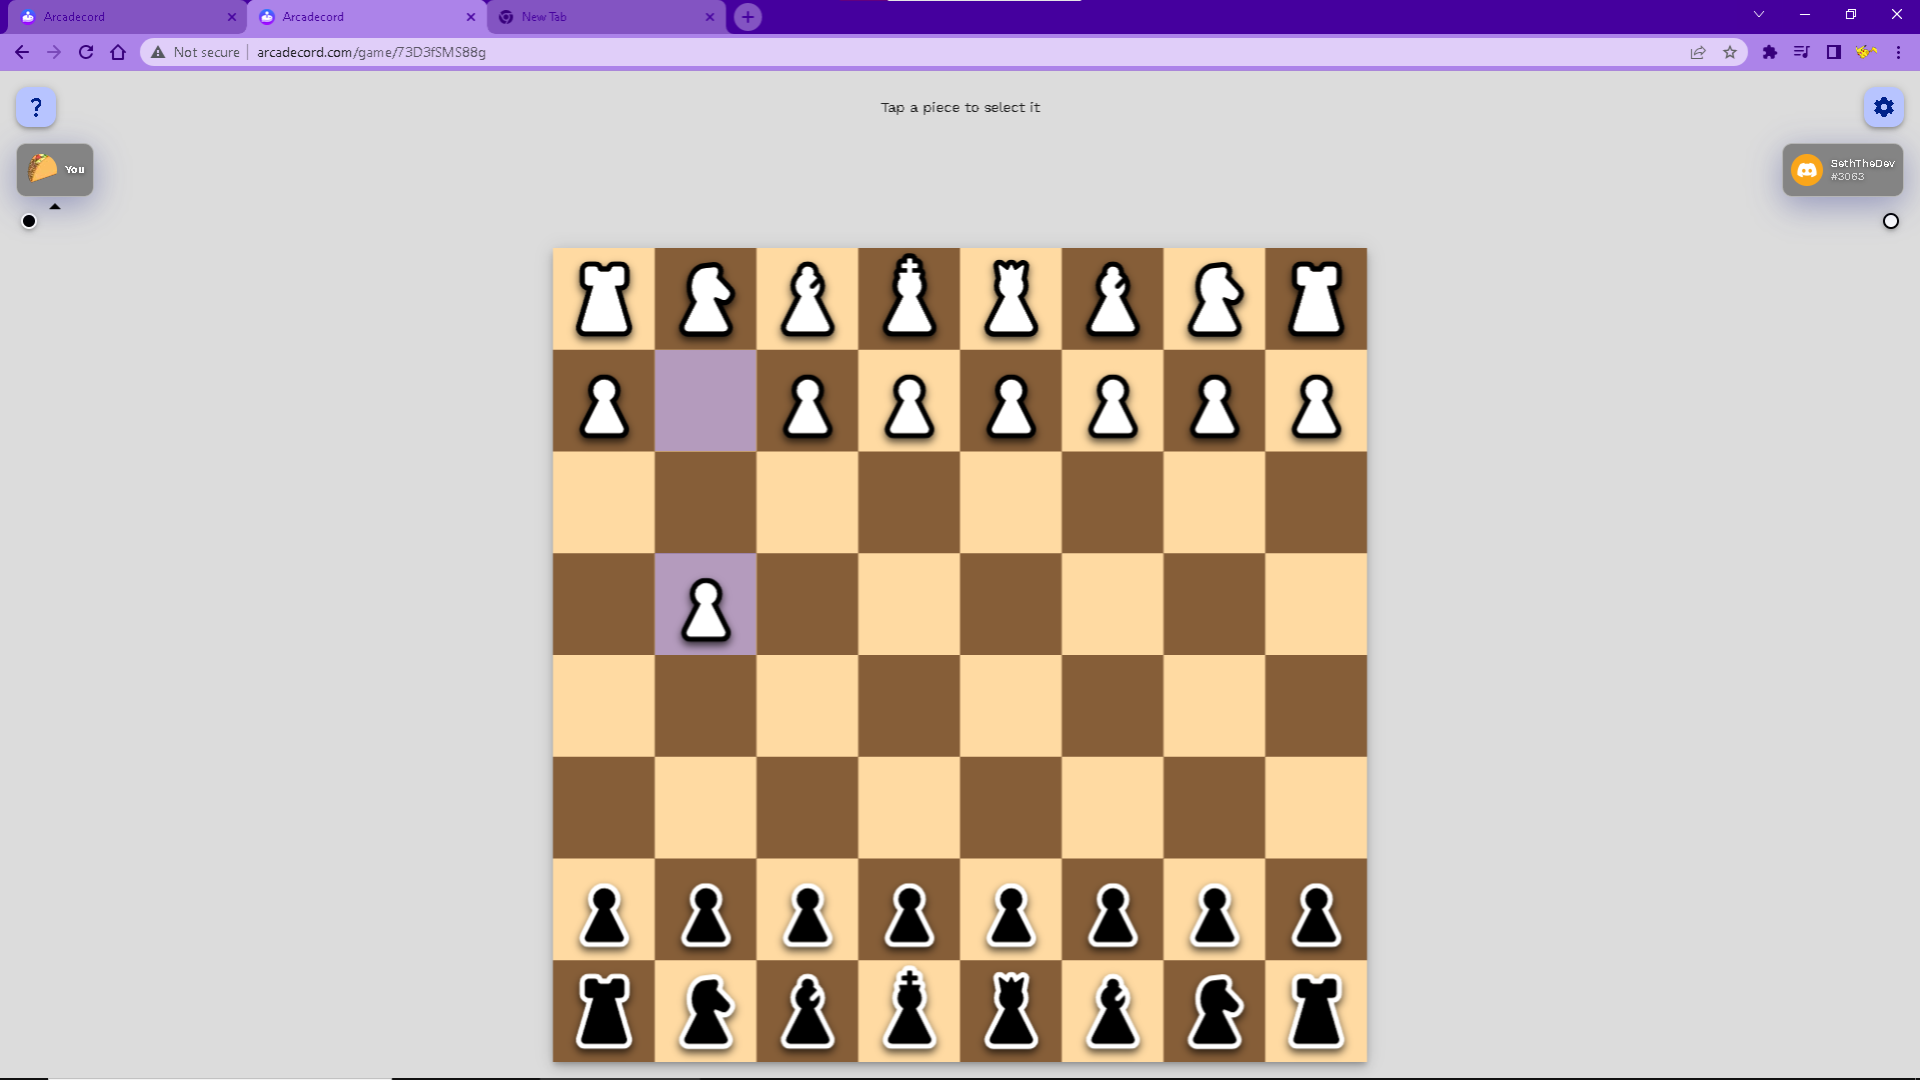 Arcadecord
Arcadecord
New Tab
Not secure
arcadecord.com/game/73D3fSMS88g
?
Tap a piece to select it
You
SethTheDev
#3063